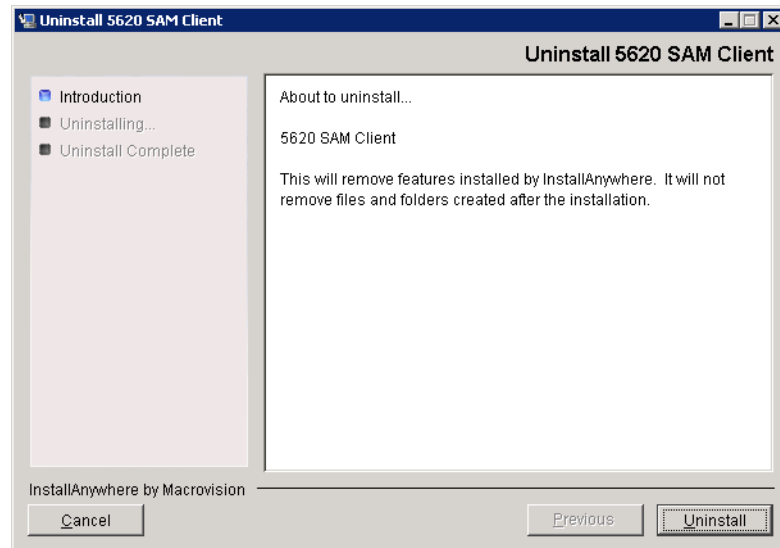 Uninstall 5620 SAM Client
Uninstall 5620 SAM Client
Introduction
Uninstalling...
Uninstall Complete
About to uninstall...
5620 SAM Client
This will remove features installed by InstallAnywhere. It will not
remove files and folders created after the installation.
InstallAnywhere by Macrovision
Cancel
Previous
Uninstall